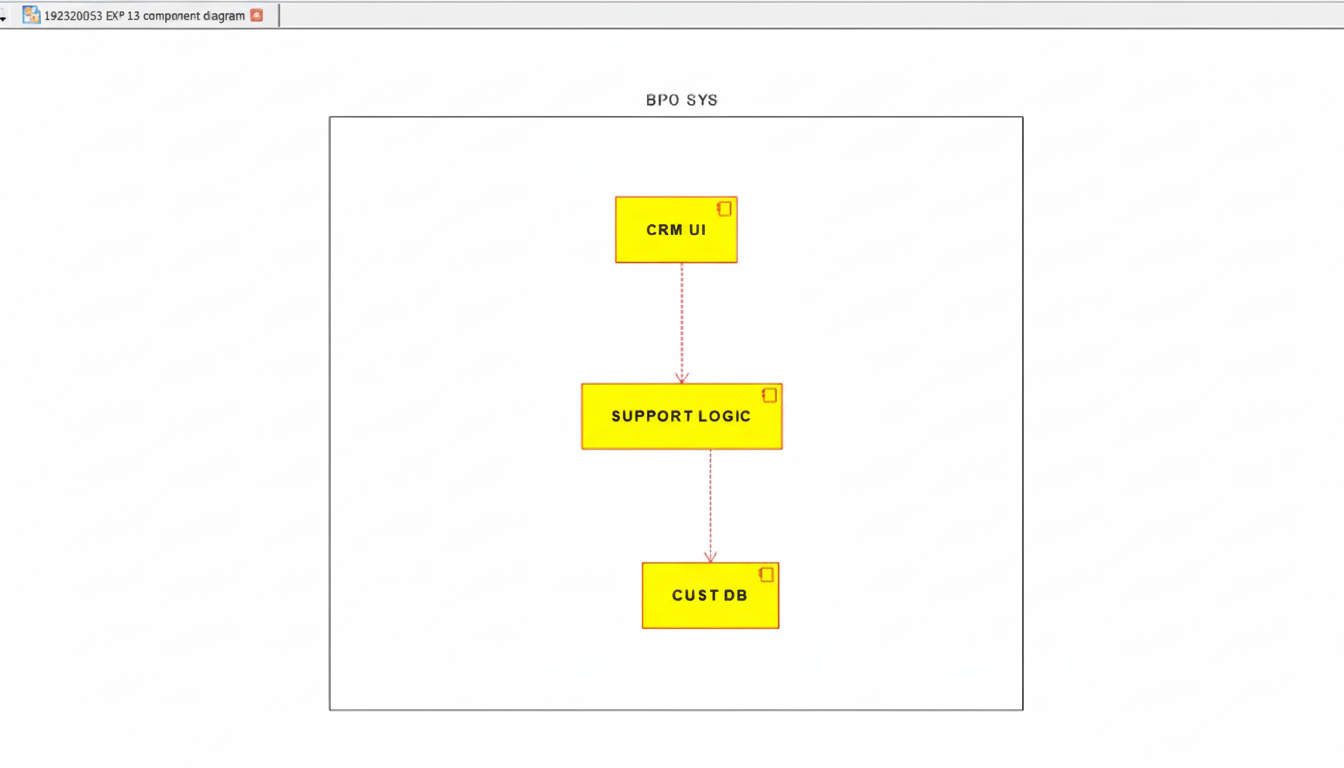 192320053 EXP 13 component diagram
BPO SYS
CRM UI
SUPPORT LOGIC
CUST DB